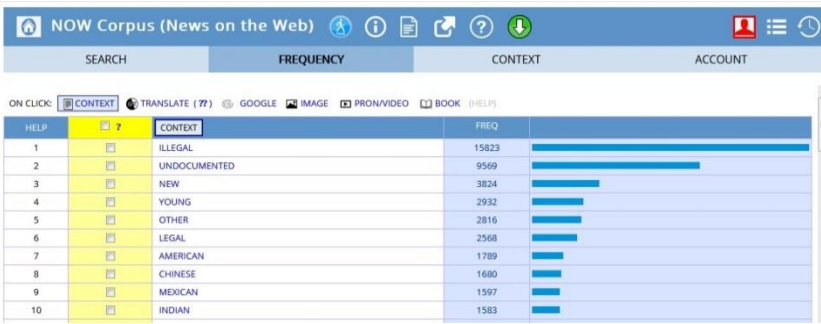 NOW Corpus (News on the Web)
SEARCH FREQUENCY CONTEXT ACCOUNT
ON CLICK: CONTEXT TRANSLATE (??) GOOGLE IMAGE PRON/VIDEO BOOK (HELP)
HELP ? CONTEXT FREQ
1 ILLEGAL 15823
2 UNDOCUMENTED 9569
3 NEW 3824
4 YOUNG 2932
5 OTHER 2816
6 LEGAL 2568
7 AMERICAN 1789
8 CHINESE 1680
9 MEXICAN 1597
10 INDIAN 1583